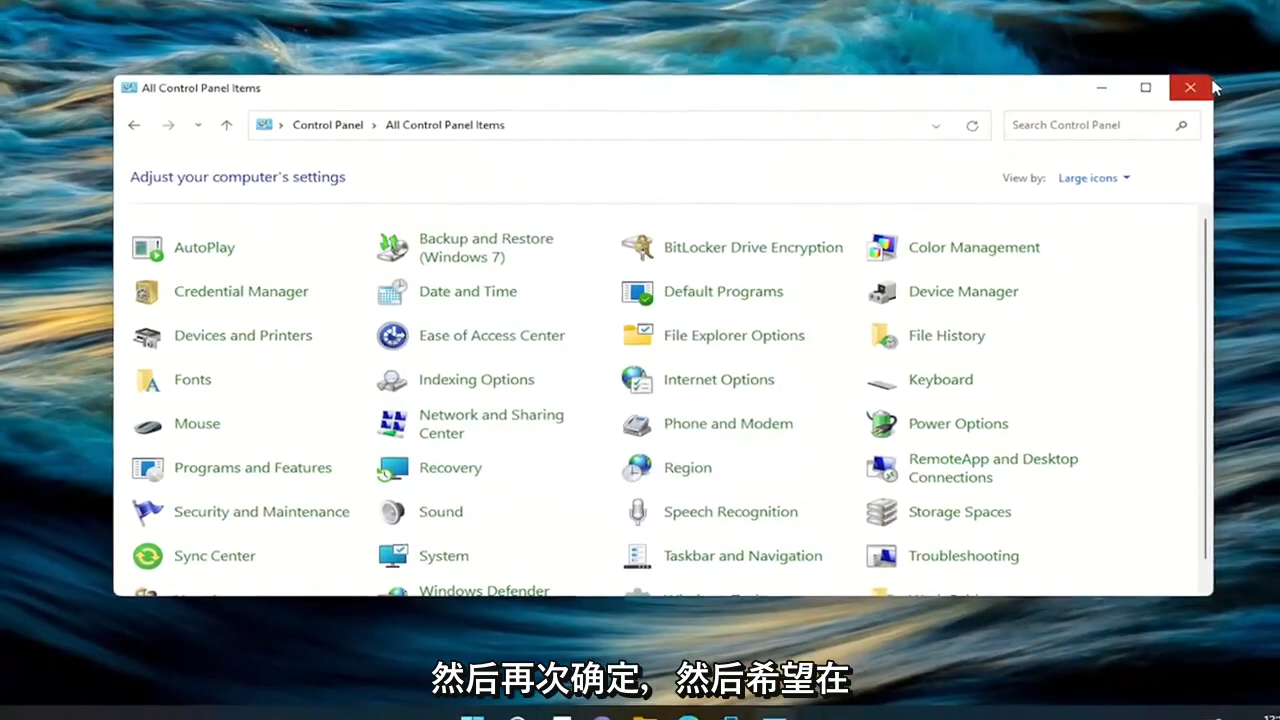 All Control Panel Items
Control Panel
All Control Panel Items
Search Control Panel
Adjust your computer's settings
View by:
Large icons
AutoPlay
Backup and Restore
(Windows 7)
BitLocker Drive Encryption
Color Management
Credential Manager
Date and Time
Default Programs
Device Manager
Devices and Printers
Ease of Access Center
File Explorer Options
File History
Fonts
Indexing Options
Internet Options
Keyboard
Mouse
Network and Sharing
Center
Phone and Modem
Power Options
Programs and Features
Recovery
Region
RemoteApp and Desktop
Connections
Security and Maintenance
Sound
Speech Recognition
Storage Spaces
Sync Center
System
Taskbar and Navigation
Troubleshooting
Windows Defender
然后再次确定，然后希望在